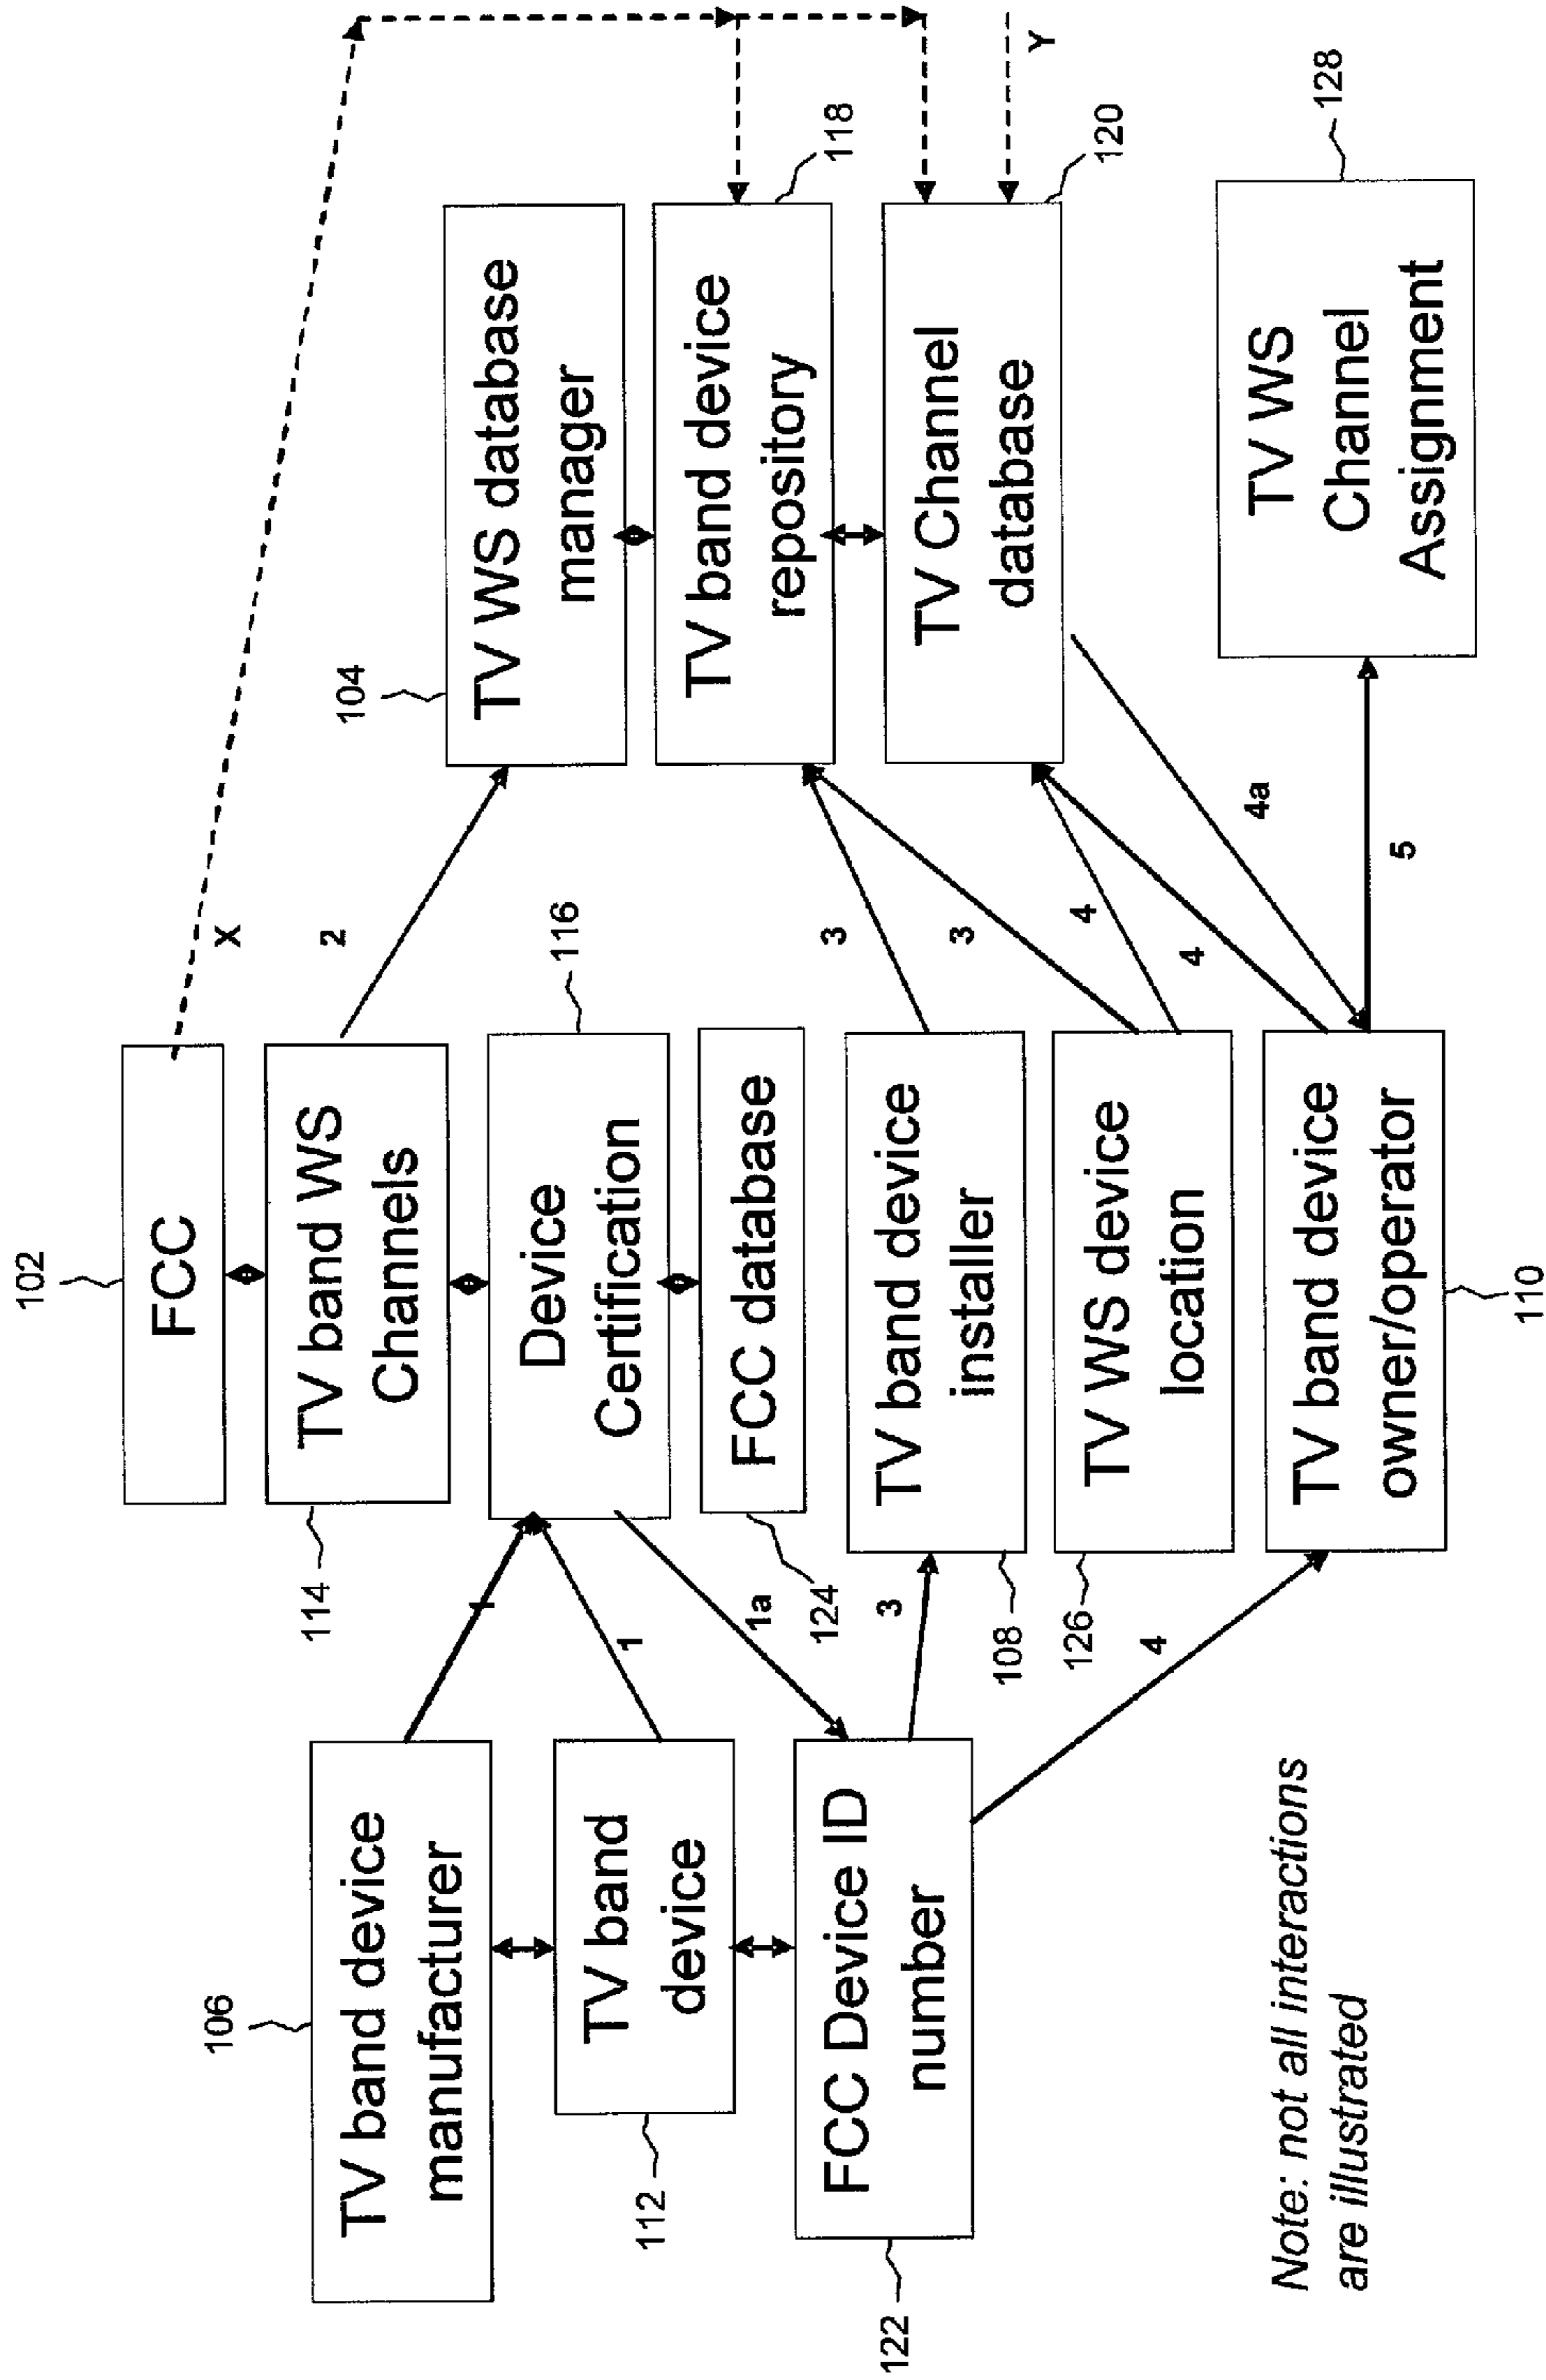 106
TV band device
manufacturer
112
TV band
device
122
FCC Device ID
number
Note: not all interactions
are illustrated
1
1
1a
3
4
102
FCC
114
TV band WS
Channels
116
Device
Certification
124
FCC database
108
TV band device
installer
126
TV WS device
location
110
TV band device
owner/operator
X
2
3
3
4
4
4a
5
104
TV WS database
manager
118
TV band device
repository
120
TV Channel
database
Y
128
TV WS
Channel
Assignment